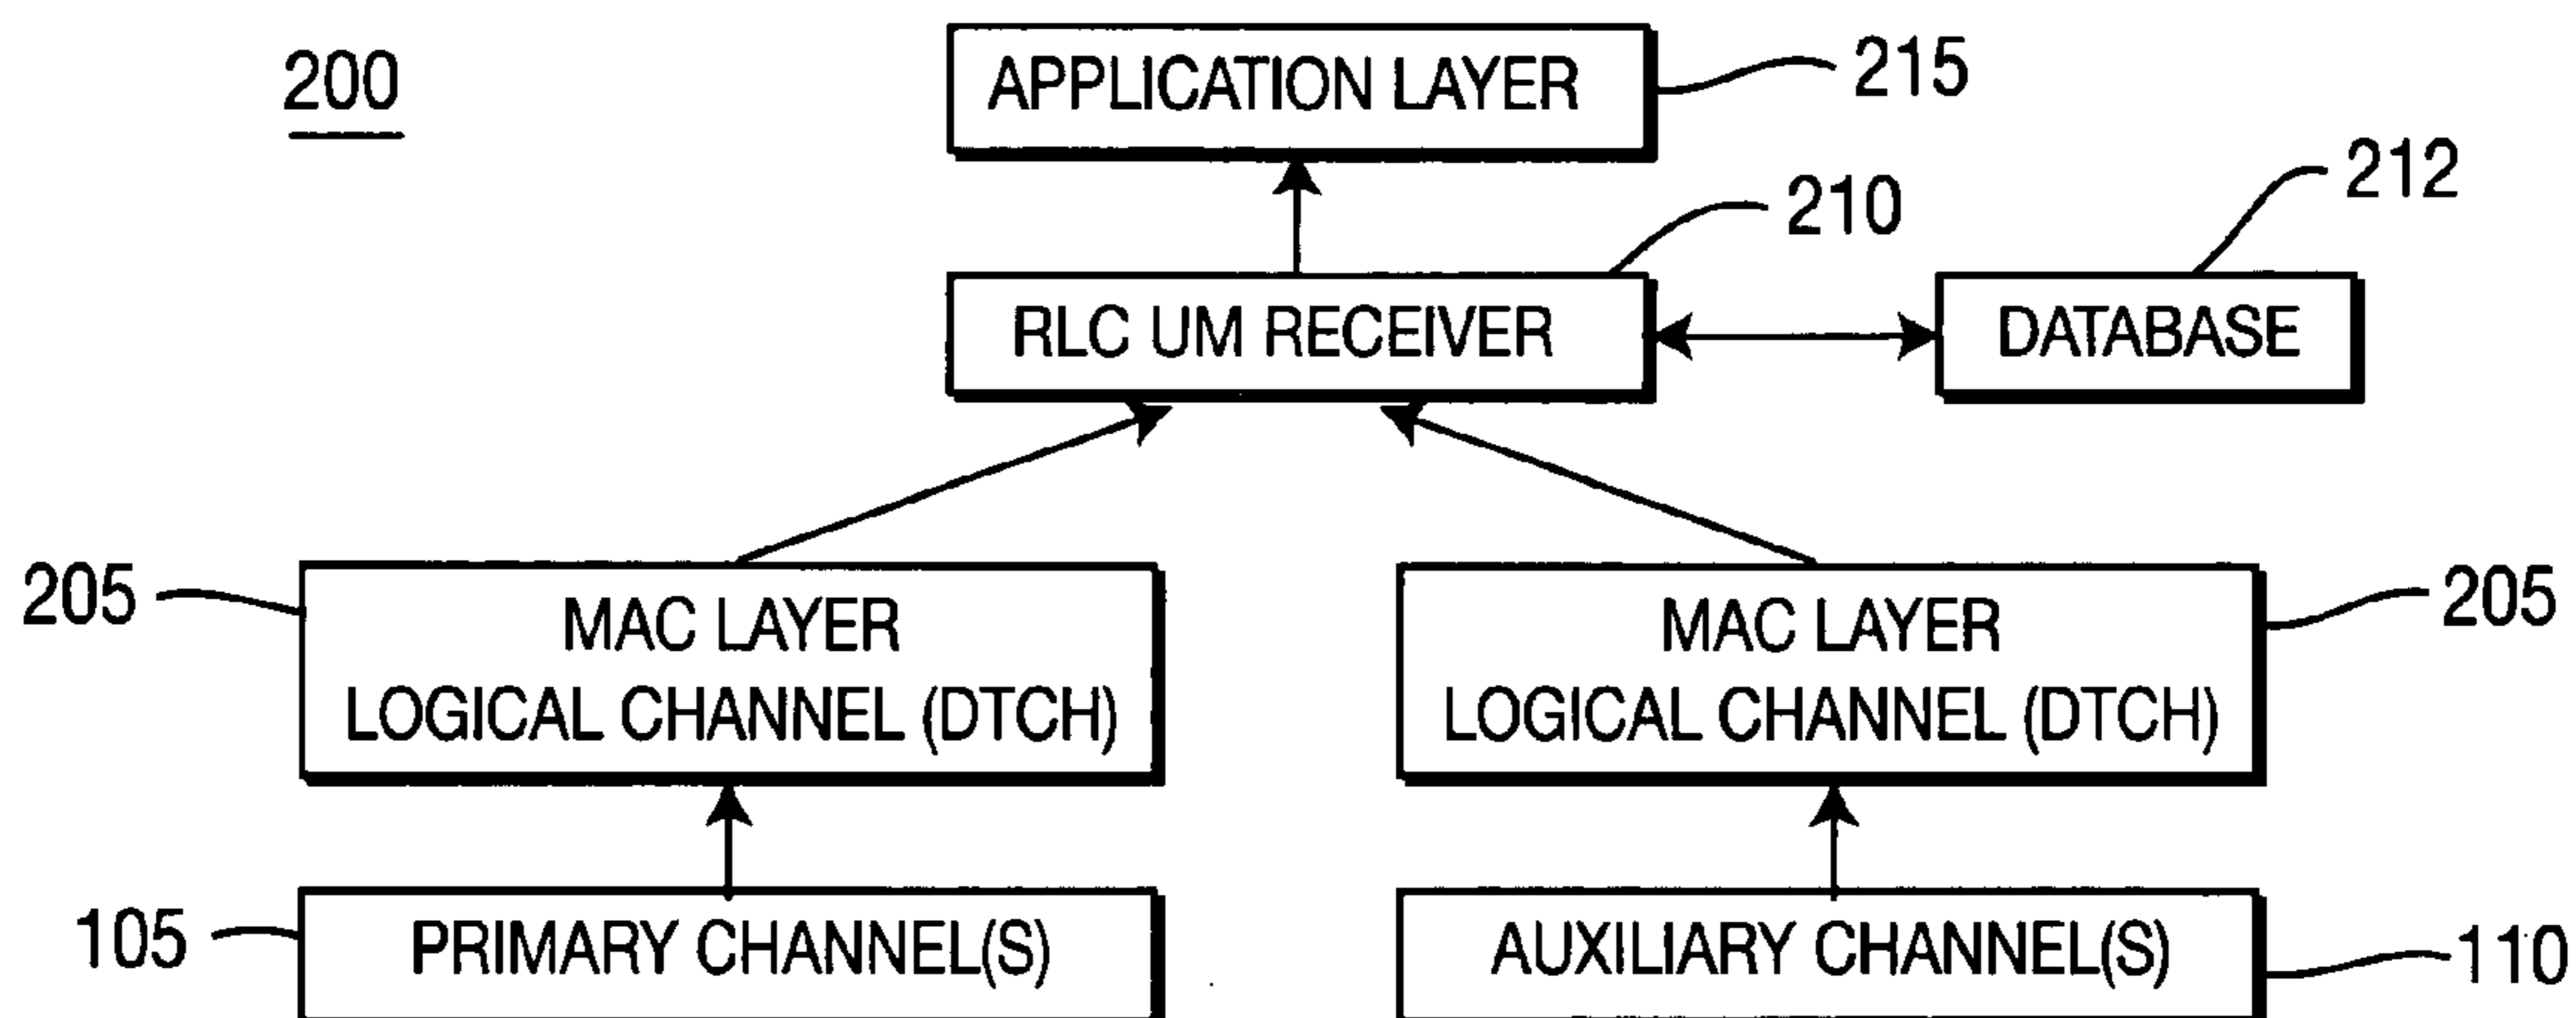 200
APPLICATION LAYER
215
212
210
RLC UM RECEIVER
DATABASE
205
MAC LAYER
LOGICAL CHANNEL (DTCH)
MAC LAYER
LOGICAL CHANNEL (DTCH)
205
105
PRIMARY CHANNEL(S)
AUXILIARY CHANNEL(S)
110